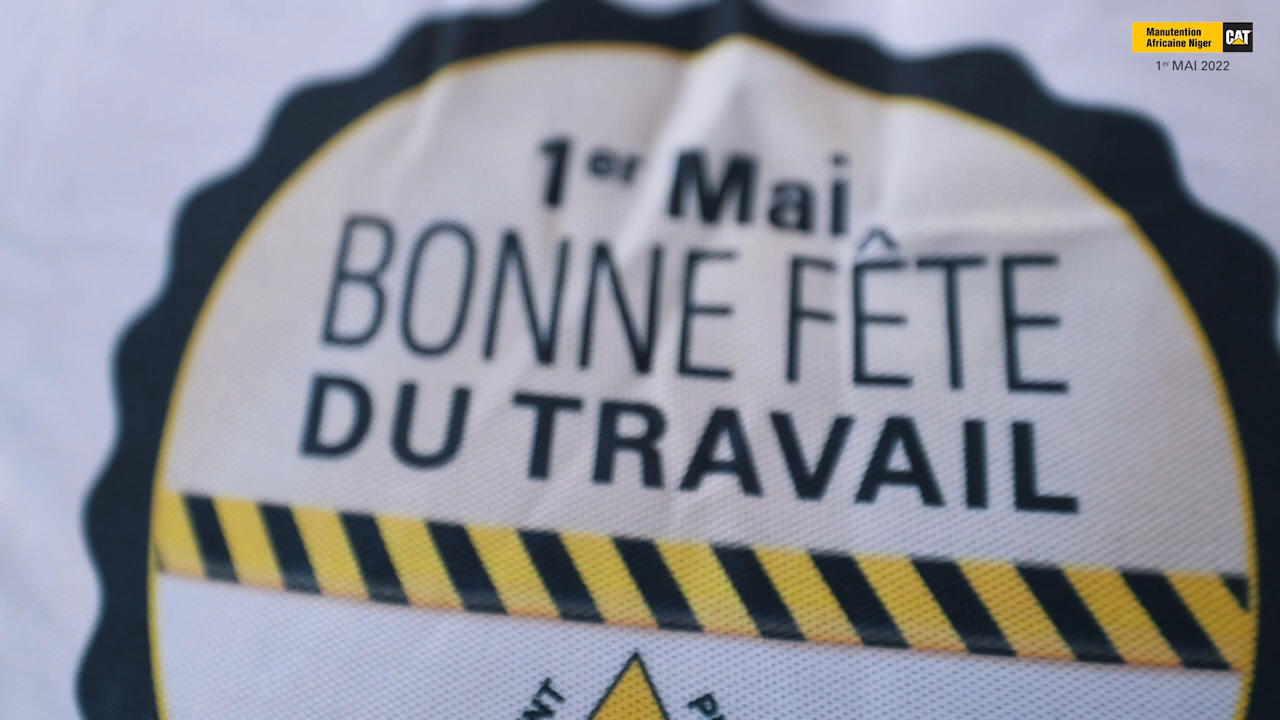 Manutention
Africaine Niger
CAT
1er MAI 2022
1er Mai
BONNE FÊTE
DU TRAVAIL